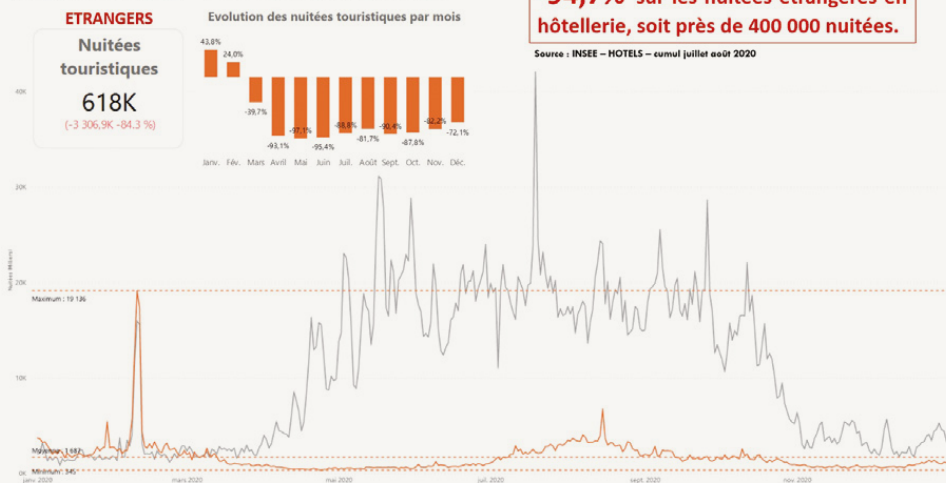 ETRANGERS
Nuitées
touristiques
618K
(-3 306,9K -84.3 %)
Evolution des nuitées touristiques par mois
43,8%
24,0%
-39,7%
-93,1%
-97,1%
-95,4%
-88,8%
-81,7%
-90,4%
-87,8%
-82,2%
-72,1%
Janv. Fév. Mars Avril Mai Juin Juil. Août Sept. Oct. Nov. Déc.
-94,7% sur les nuitées étrangères en
hôtellerie, soit près de 400 000 nuitées.
Source : INSEE – HOTELS – cumul juillet août 2020
40K
30K
20K
Maximum : 19 136
10K
0K
Minimum : 345
janv. 2020 mars 2020 mai 2020 juil. 2020 sept. 2020 nov. 2020